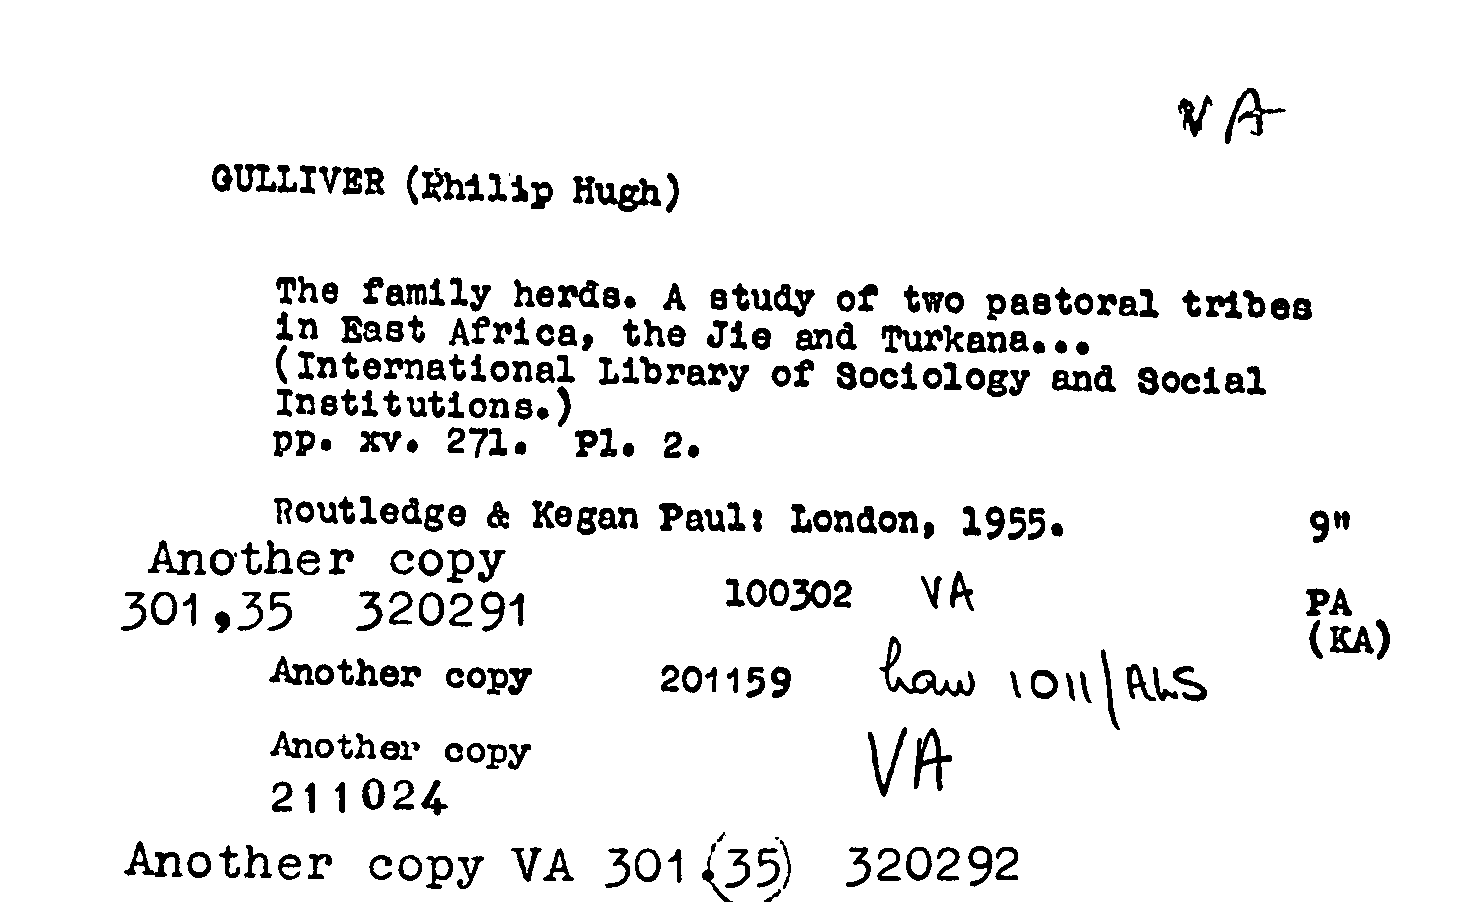 VA
GULLIVER (Philip Hugh)
The family herds. A study of two pastoral tribes
in East Africa, the Jie and Turkana...
(International Library of Sociology and Social
Institutions.)
pp. xv. 271. Pl. 2.
Routledge & Kegan Paul: London, 1955. 9"
Another copy
100302 VA PA
301,35 320291
(KA)
Another copy 201159 Law 1011/ALS
Another copy VA
211024
Another copy VA 301.(35) 320292